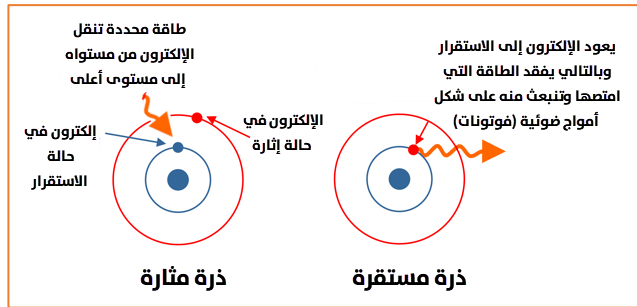 يعود الإلكترون إلى الاستقرار
وبالتالي يفقد الطاقة التي
امتصها وتنبعث منه على شكل
أمواج ضوئية (فوتونات)
طاقة محددة تنقل
الإلكترون من مستواه
إلى مستوى أعلى
الإلكترون في
حالة إثارة
إلكترون في
حالة
الاستقرار
ذرة مستقرة
ذرة مثارة